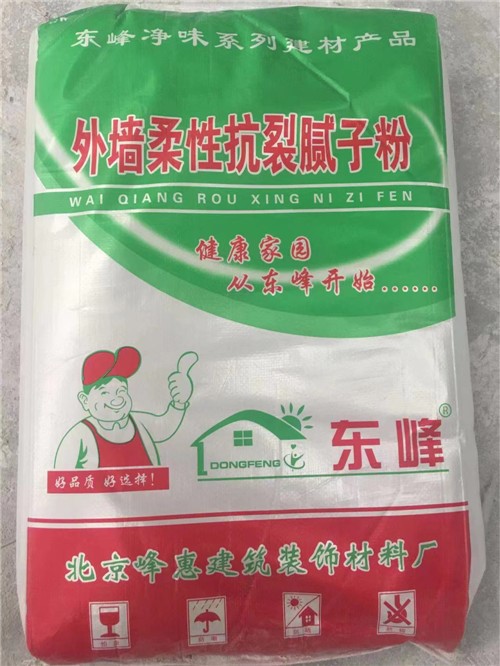 东峰净味系列建材产品
外墙柔性抗裂腻子粉
WAI QIANG ROU XING NI ZI FEN
健康家园
从东峰开始......
好品质 好选择!
DONGFENG
东峰®
北京峰惠建筑装饰材料厂